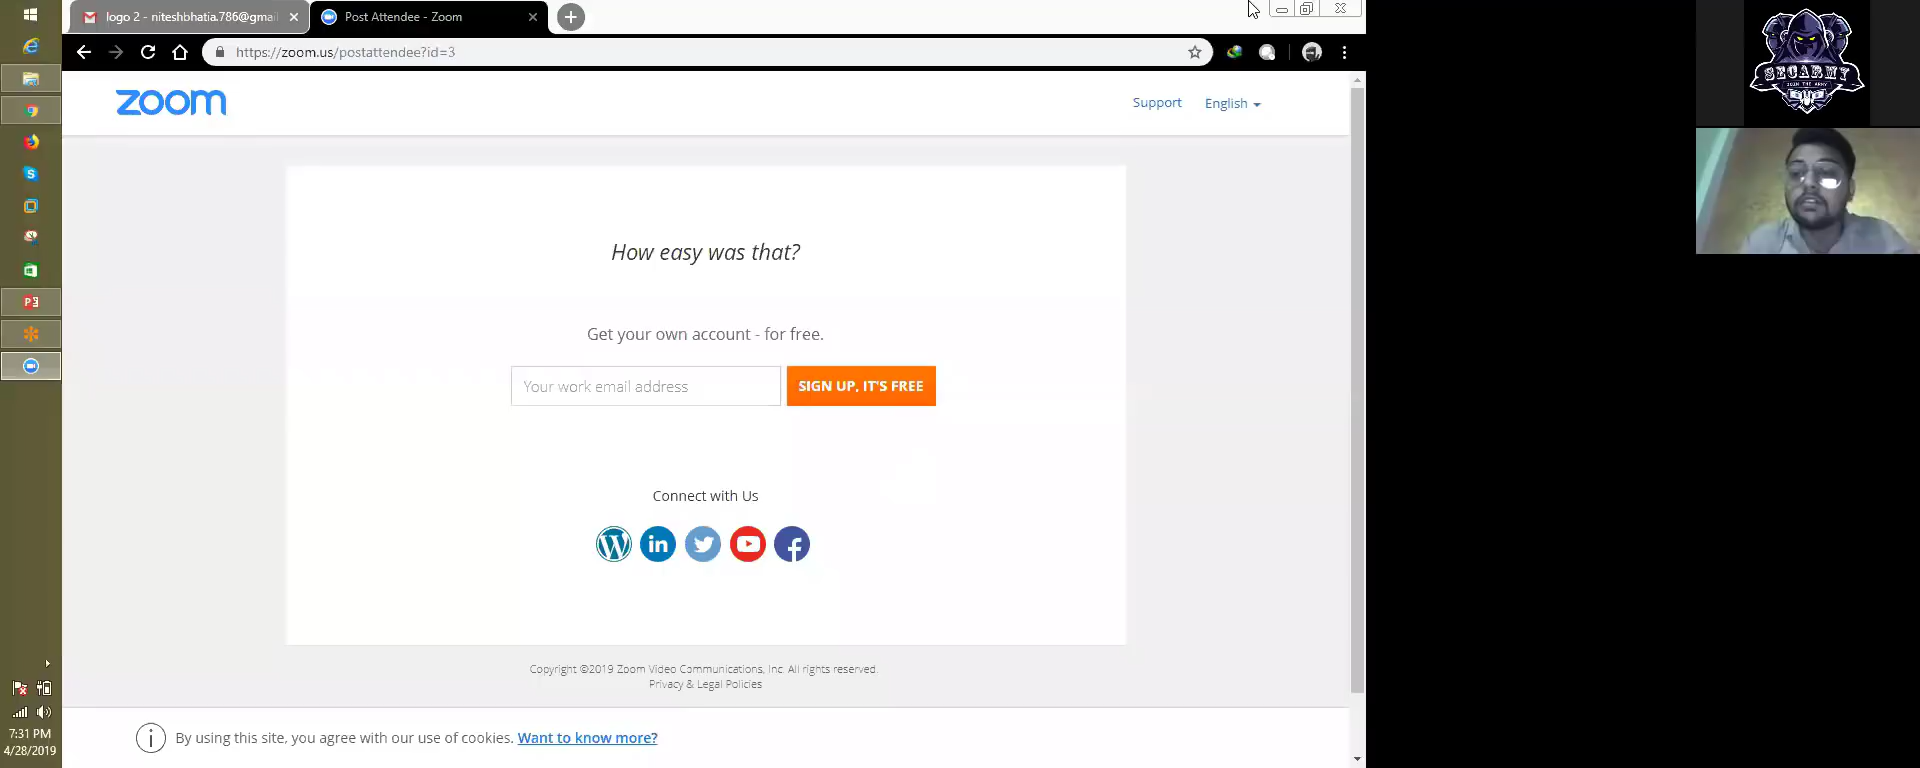 logo 2 - niteshbhatia.786@gmai
Post Attendee - Zoom
https://zoom.us/postattendee?id=3
zoom
Support
English
How easy was that?
Get your own account - for free.
Your work email address
SIGN UP, IT'S FREE
Connect with Us
Copyright ©2019 Zoom Video Communications, Inc. All rights reserved.
Privacy & Legal Policies
By using this site, you agree with our use of cookies. Want to know more?
7:31 PM
4/28/2019
SECARMY
JOIN THE ARMY